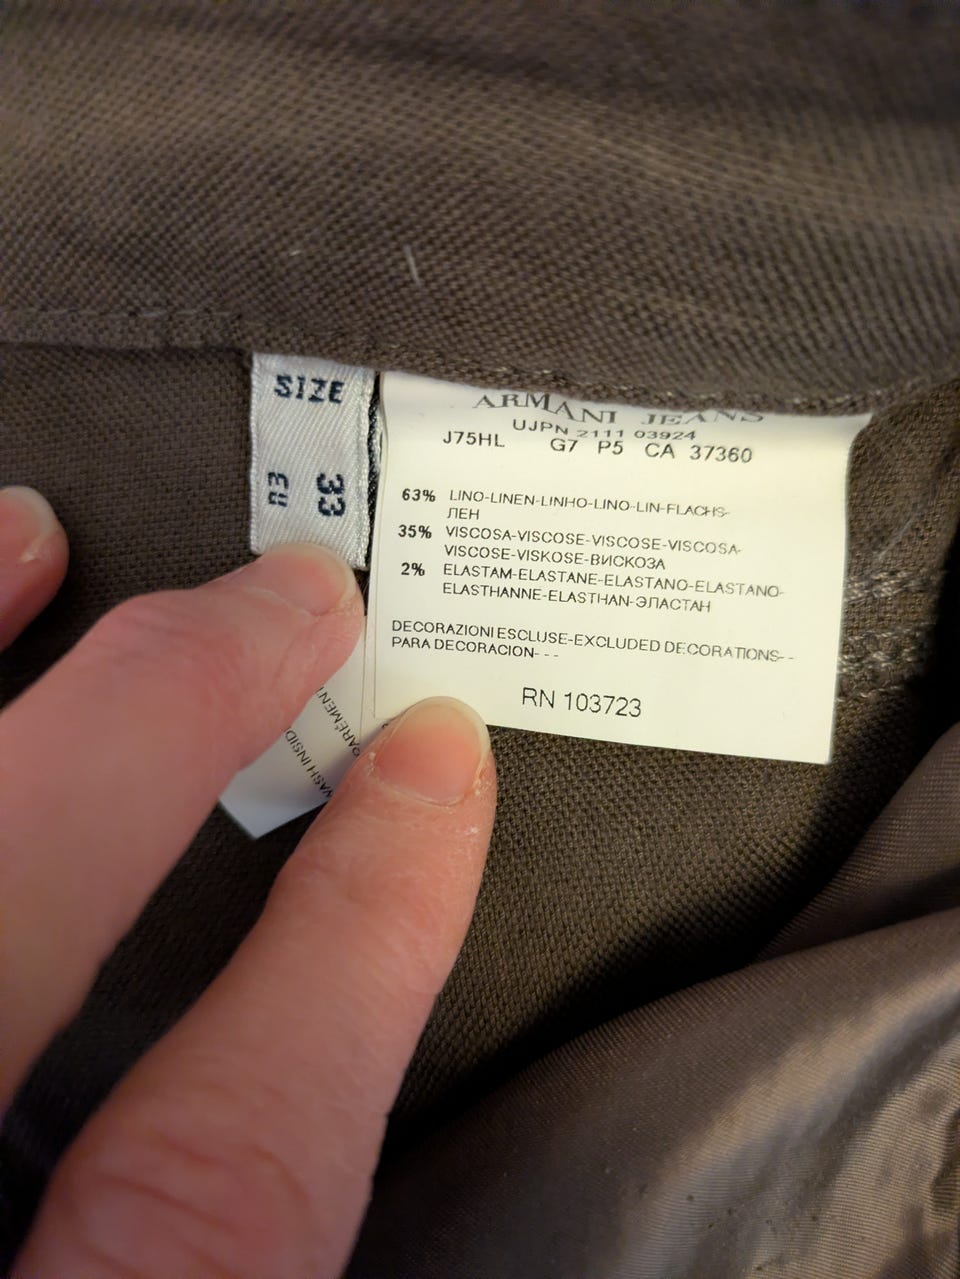 SIZE
33
ARMANI JEANS
UJPN 2111 03924
J75HL G7 P5 CA 37360
63% LINO-LINEN-LINHO-LINO-LIN-FLACHS-
ЛЕН
35% VISCOSA-VISCOSE-VISCOSE-VISCOSA-
VISCOSE-VISKOSE-ВИСКОЗА
2% ELASTAM-ELASTANE-ELASTANO-ELASTANO-
ELASTHANNE-ELASTHAN-ЭЛАСТАН
DECORAZIONI ESCLUSE-EXCLUDED DECORATIONS- -
PARA DECORACION- - -
RN 103723